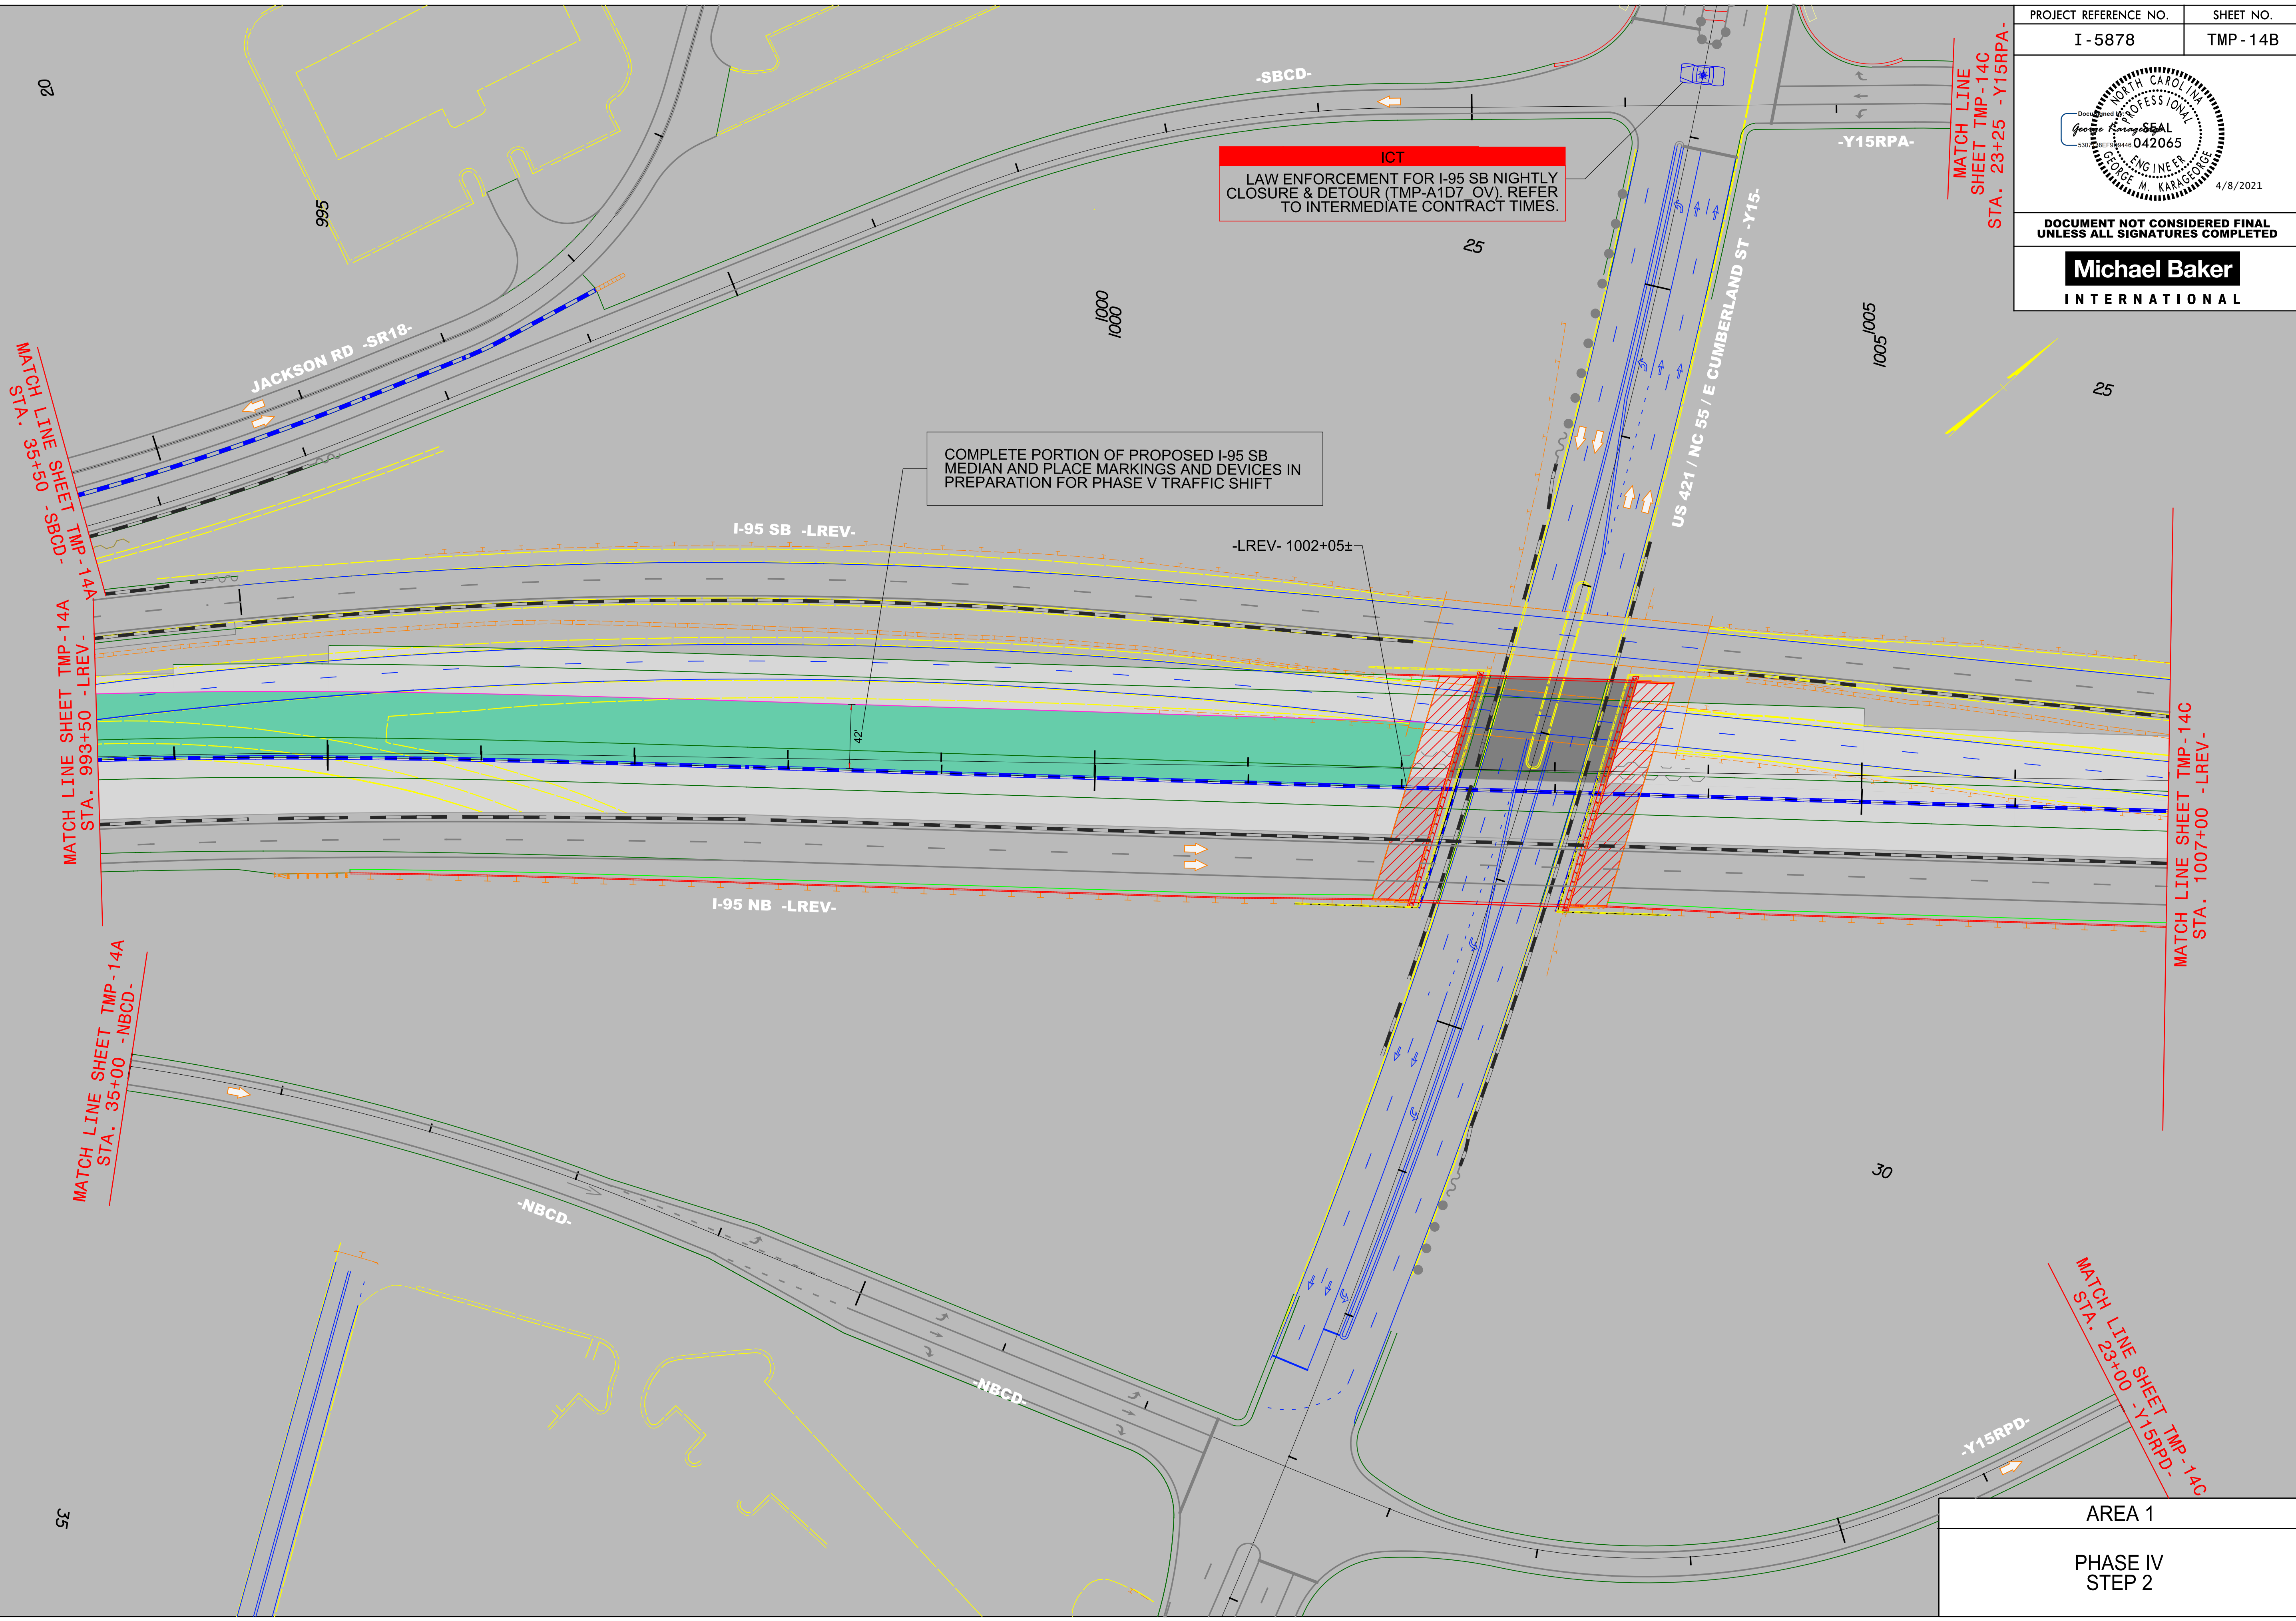 PROJECT REFERENCE NO.
SHEET NO.
I-5878
TMP-14B
NORTH CAROLINA
PROFESSIONAL
SEAL
042065
ENGINEER
GEORGE M. KARAGEORGE
4/8/2021
DOCUMENT NOT CONSIDERED FINAL
UNLESS ALL SIGNATURES COMPLETED
Michael Baker
INTERNATIONAL
MATCH LINE
SHEET TMP-14C
STA. 23+25 -Y15RPA-
-SBCD-
-Y15RPA-
ICT
LAW ENFORCEMENT FOR I-95 SB NIGHTLY
CLOSURE & DETOUR (TMP-A1D7_OV). REFER
TO INTERMEDIATE CONTRACT TIMES.
20
995
25
1000
1000
1005
1005
25
US 421 / NC 55 / E CUMBERLAND ST -Y15-
JACKSON RD -SR18-
MATCH LINE SHEET TMP-14A
STA. 35+50 -SBCD-
COMPLETE PORTION OF PROPOSED I-95 SB
MEDIAN AND PLACE MARKINGS AND DEVICES IN
PREPARATION FOR PHASE V TRAFFIC SHIFT
I-95 SB -LREV-
-LREV- 1002+05±
MATCH LINE SHEET TMP-14A
STA. 993+50 -LREV-
42'
MATCH LINE SHEET TMP-14C
STA. 1007+00 -LREV-
I-95 NB -LREV-
MATCH LINE SHEET TMP-14A
STA. 35+00 -NBCD-
-NBCD-
30
-NBCD-
MATCH LINE SHEET TMP-14C
STA. 23+00 -Y15RPD-
-Y15RPD-
35
AREA 1
PHASE IV
STEP 2